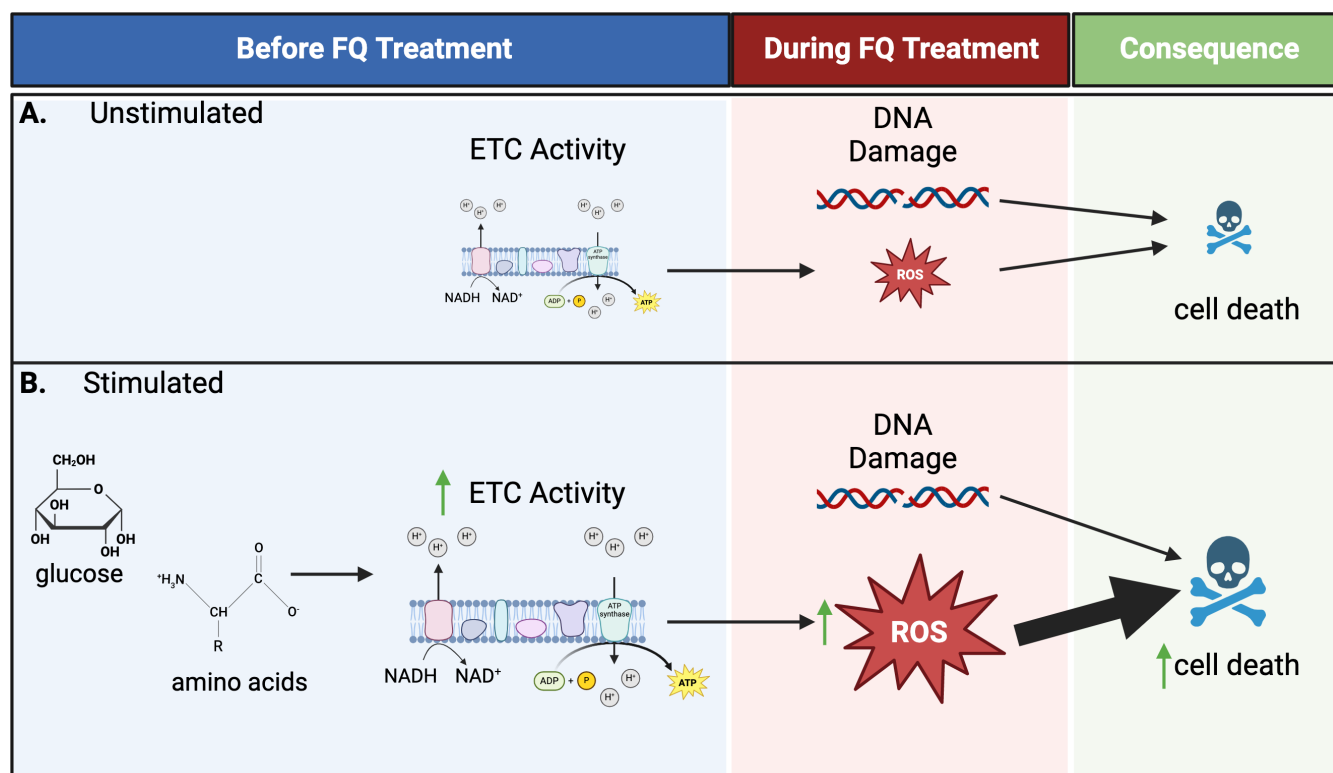 Before FQ Treatment
During FQ Treatment
Consequence
A. Unstimulated
ETC Activity
H⁺ H⁺ H⁺
H⁺ H⁺ H⁺
ATP
synthase
NADH NAD⁺
ADP + P
H⁺
H⁺
ATP
DNA
Damage
ROS
cell death
B. Stimulated
CH₂OH
O
OH
OH
OH
OH
glucose
⁺H₃N
CH
R
C
O
O⁻
amino acids
ETC Activity
H⁺ H⁺ H⁺
H⁺ H⁺ H⁺
ATP
synthase
NADH NAD⁺
ADP + P
H⁺
H⁺
ATP
DNA
Damage
ROS
cell death